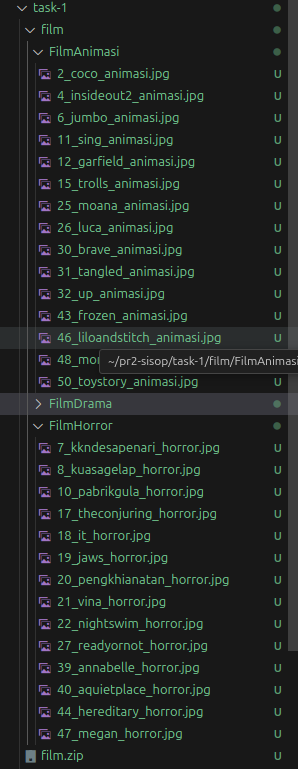 task-1
film
FilmAnimasi
2_coco_animasi.jpg U
4_insideout2_animasi.jpg U
6_jumbo_animasi.jpg U
11_sing_animasi.jpg U
12_garfield_animasi.jpg U
15_trolls_animasi.jpg U
25_moana_animasi.jpg U
26_luca_animasi.jpg U
30_brave_animasi.jpg U
31_tangled_animasi.jpg U
32_up_animasi.jpg U
43_frozen_animasi.jpg U
46_liloandstitch_animasi.jpg U
48_mo
~/pr2-sisop/task-1/film/FilmAnimasi
50_toystory_animasi.jpg U
FilmDrama
FilmHorror
7_kkndesapenari_horror.jpg U
8_kuasagelap_horror.jpg U
10_pabrikgula_horror.jpg U
17_theconjuring_horror.jpg U
18_it_horror.jpg U
19_jaws_horror.jpg U
20_pengkhianatan_horror.jpg U
21_vina_horror.jpg U
22_nightswim_horror.jpg U
27_readyornot_horror.jpg U
39_annabelle_horror.jpg U
40_aquietplace_horror.jpg U
44_hereditary_horror.jpg U
47_megan_horror.jpg U
film.zip U